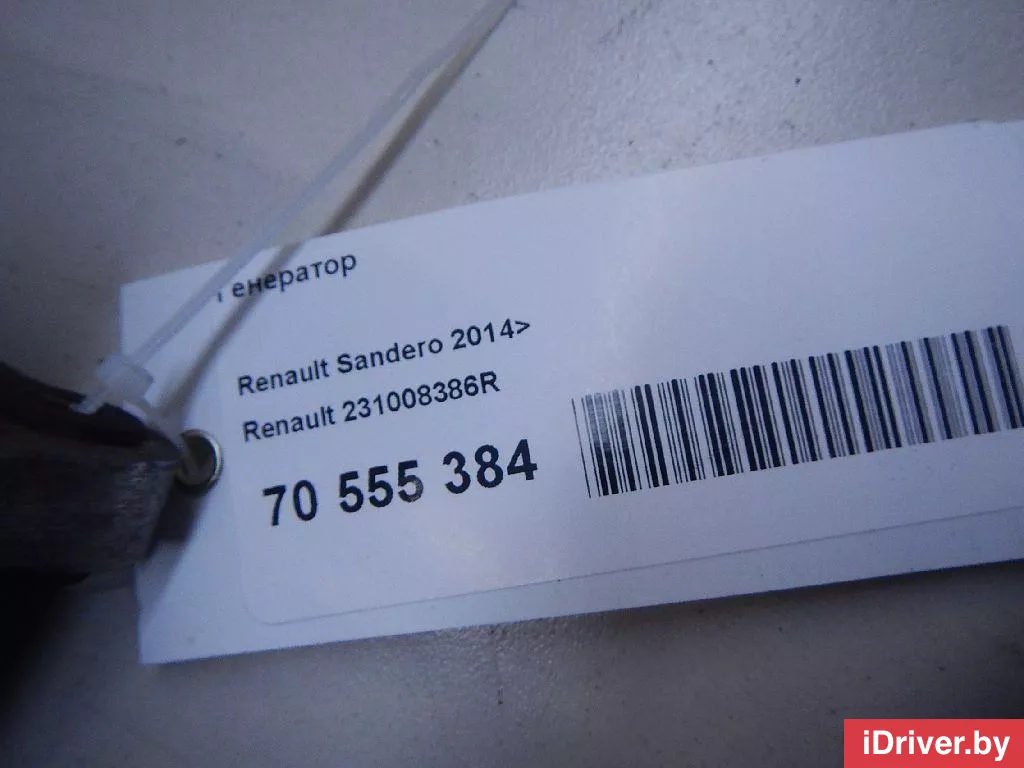 Генератор
Renault Sandero 2014>
Renault 231008386R
70 555 384
iDriver.by